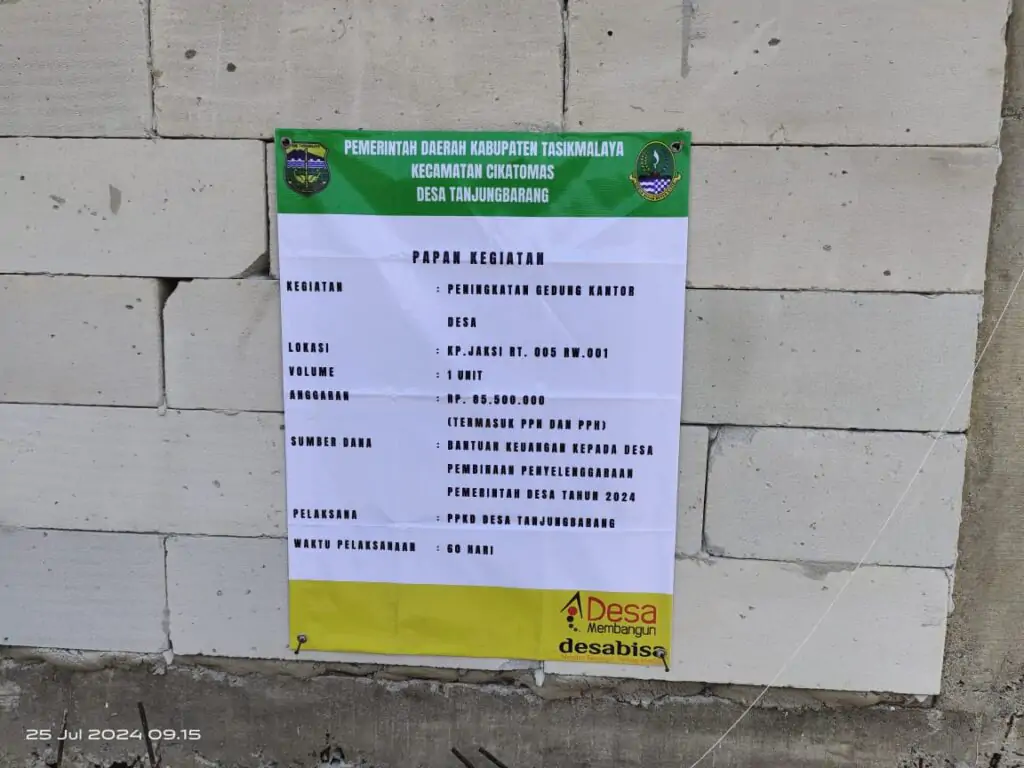 PEMERINTAH DAERAH KABUPATEN TASIKMALAYA
KECAMATAN CIKATOMAS
DESA TANJUNGBARANG
PAPAN KEGIATAN
KEGIATAN : PENINGKATAN GEDUNG KANTOR
DESA
LOKASI : KP.JAKSI RT. 005 RW.001
VOLUME : 1 UNIT
ANGGARAN : RP. 85.500.000
(TERMASUK PPN DAN PPH)
SUMBER DANA : BANTUAN KEUANGAN KEPADA DESA
PEMBINAAN PENYELENGGARAAN
PEMERINTAH DESA TAHUN 2024
PELAKSANA : PPKD DESA TANJUNGBARANG
WAKTU PELAKSANAAN : 60 HARI
Desa
Membangun
desabisa
25 Jul 2024 09.15